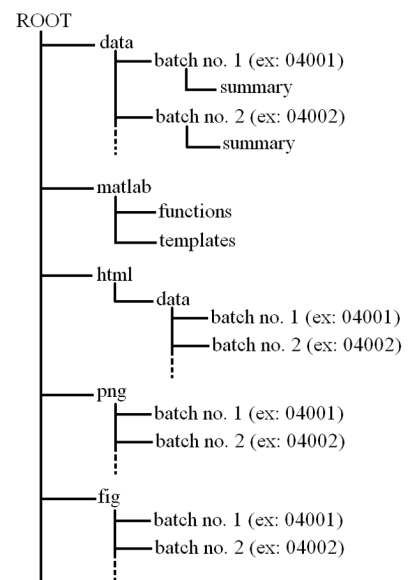 ROOT
data
batch no. 1 (ex: 04001)
summary
batch no. 2 (ex: 04002)
summary
matlab
functions
templates
html
data
batch no. 1 (ex: 04001)
batch no. 2 (ex: 04002)
png
batch no. 1 (ex: 04001)
batch no. 2 (ex: 04002)
fig
batch no. 1 (ex: 04001)
batch no. 2 (ex: 04002)